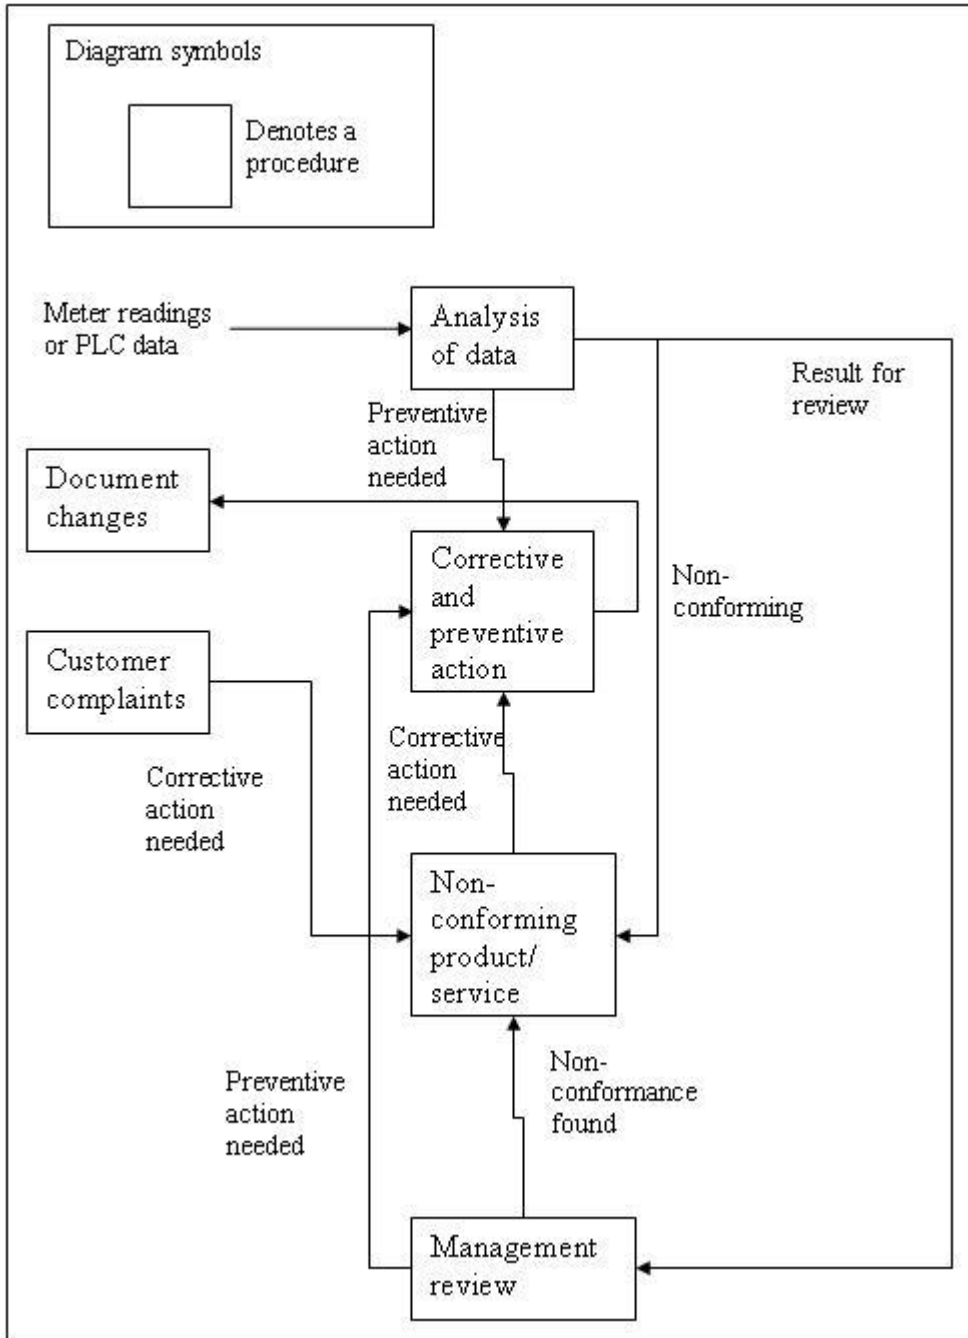 Diagram symbols
Denotes a
procedure
Meter readings
or PLC data
Analysis
of data
Result for
review
Preventive
action
needed
Document
changes
Corrective
and
preventive
action
Non-
conforming
Customer
complaints
Corrective
action
needed
Corrective
action
needed
Non-
conforming
product/
service
Preventive
action
needed
Non-
conformance
found
Management
review